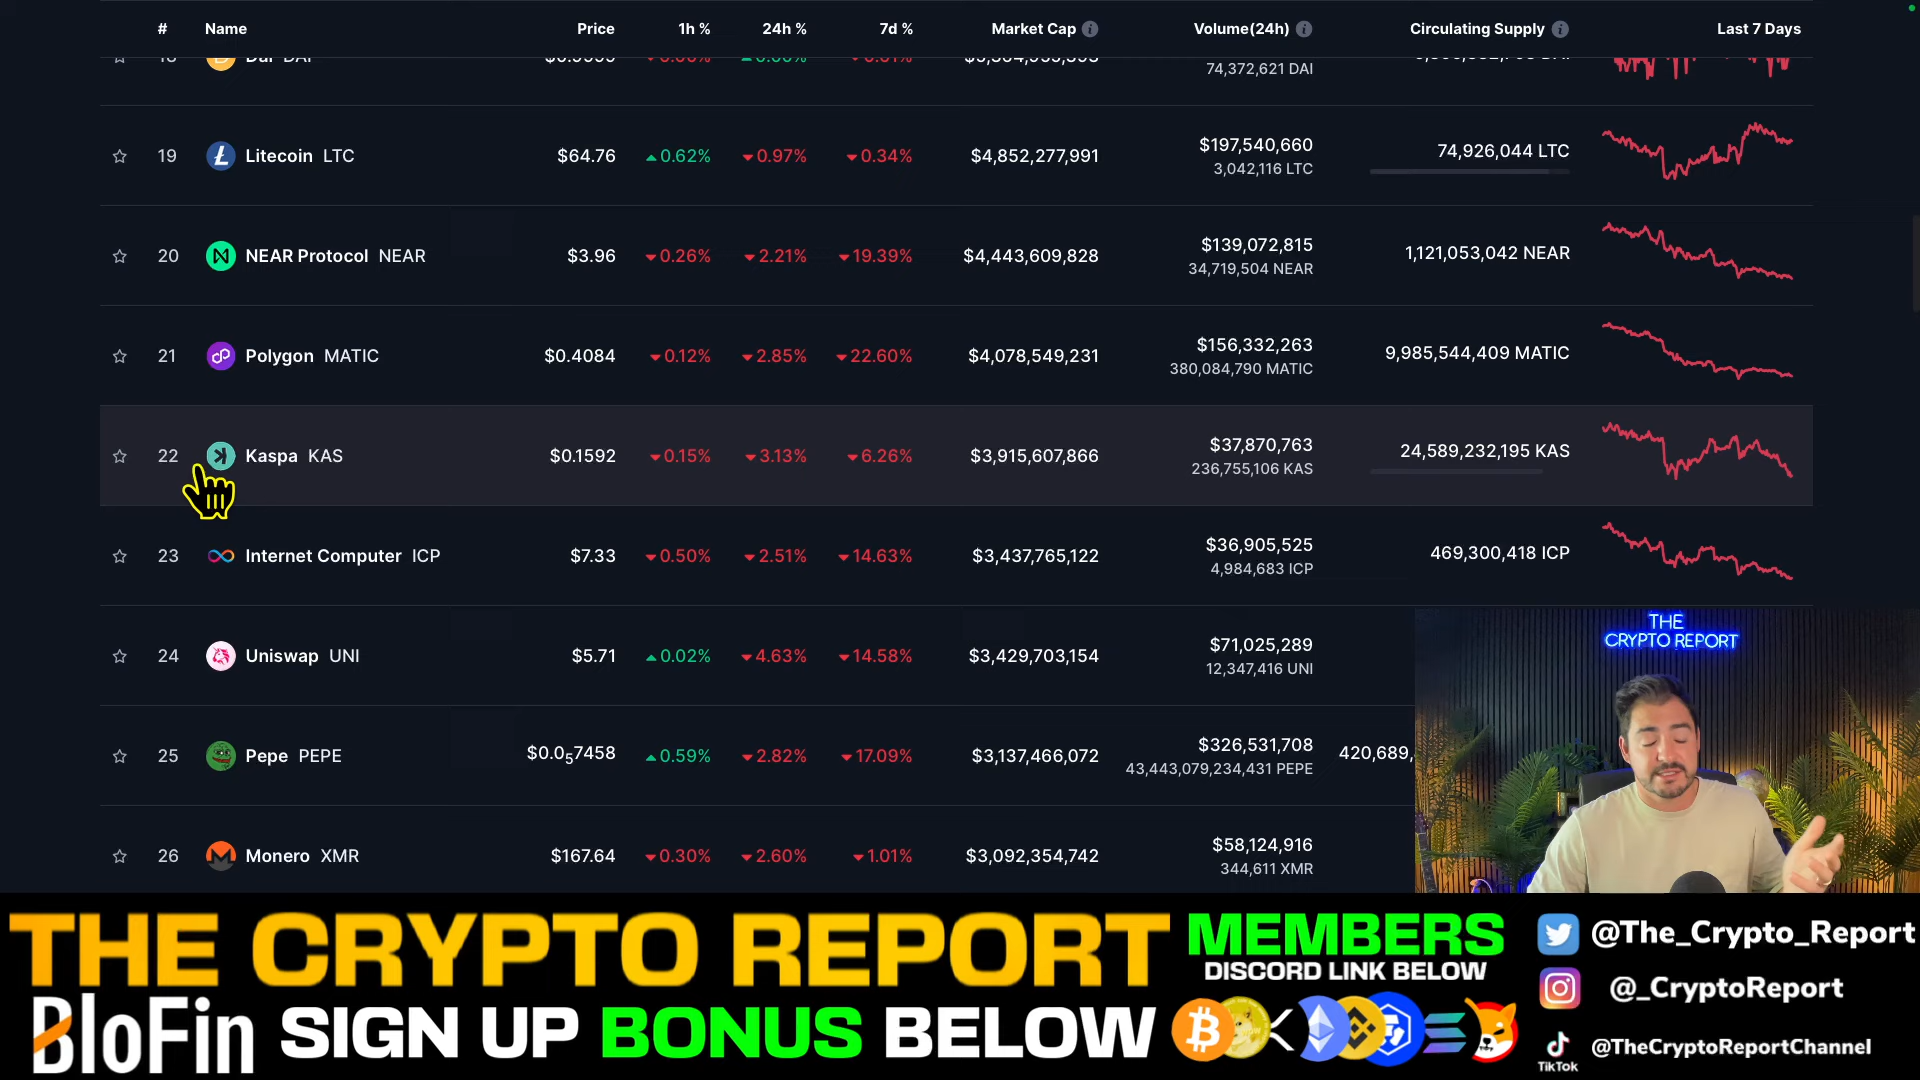 # Name Price 1h % 24h % 7d % Market Cap Volume(24h) Circulating Supply Last 7 Days
18 Dai DAI
74,372,621 DAI
19 Litecoin LTC $64.76 0.62% 0.97% 0.34% $4,852,277,991 $197,540,660 74,926,044 LTC
3,042,116 LTC
20 NEAR Protocol NEAR $3.96 0.26% 2.21% 19.39% $4,443,609,828 $139,072,815 1,121,053,042 NEAR
34,719,504 NEAR
21 Polygon MATIC $0.4084 0.12% 2.85% 22.60% $4,078,549,231 $156,332,263 9,985,544,409 MATIC
380,084,790 MATIC
22 Kaspa KAS $0.1592 0.15% 3.13% 6.26% $3,915,607,866 $37,870,763 24,589,232,195 KAS
236,755,106 KAS
23 Internet Computer ICP $7.33 0.50% 2.51% 14.63% $3,437,765,122 $36,905,525 469,300,418 ICP
4,984,683 ICP
24 Uniswap UNI $5.71 0.02% 4.63% 14.58% $3,429,703,154 $71,025,289
12,347,416 UNI
25 Pepe PEPE $0.0₅7458 0.59% 2.82% 17.09% $3,137,466,072 $326,531,708 420,689,
43,443,079,234,431 PEPE
26 Monero XMR $167.64 0.30% 2.60% 1.01% $3,092,354,742 $58,124,916
344,611 XMR
THE
CRYPTO REPORT
THE CRYPTO REPORT
BloFin SIGN UP BONUS BELOW
MEMBERS
DISCORD LINK BELOW
@The_Crypto_Report
@_CryptoReport
TikTok @TheCryptoReportChannel